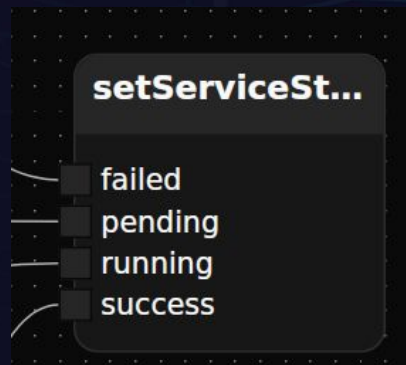 setServiceSt...
failed
pending
running
success